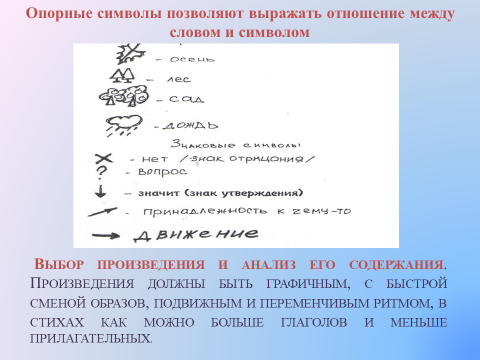 Опорные символы позволяют выражать отношение между
словом и символом
- осень
- лес
- сад
- дождь
Знаковые символы
- нет /знак отрицания/
? - вопрос
- значит (знак утверждения)
- принадлежность к чему-то
движение
Выбор произведения и анализ его содержания.
Произведения должны быть графичным, с быстрой
сменой образов, подвижным и переменчивым ритмом, в
стихах как можно больше глаголов и меньше
прилагательных.